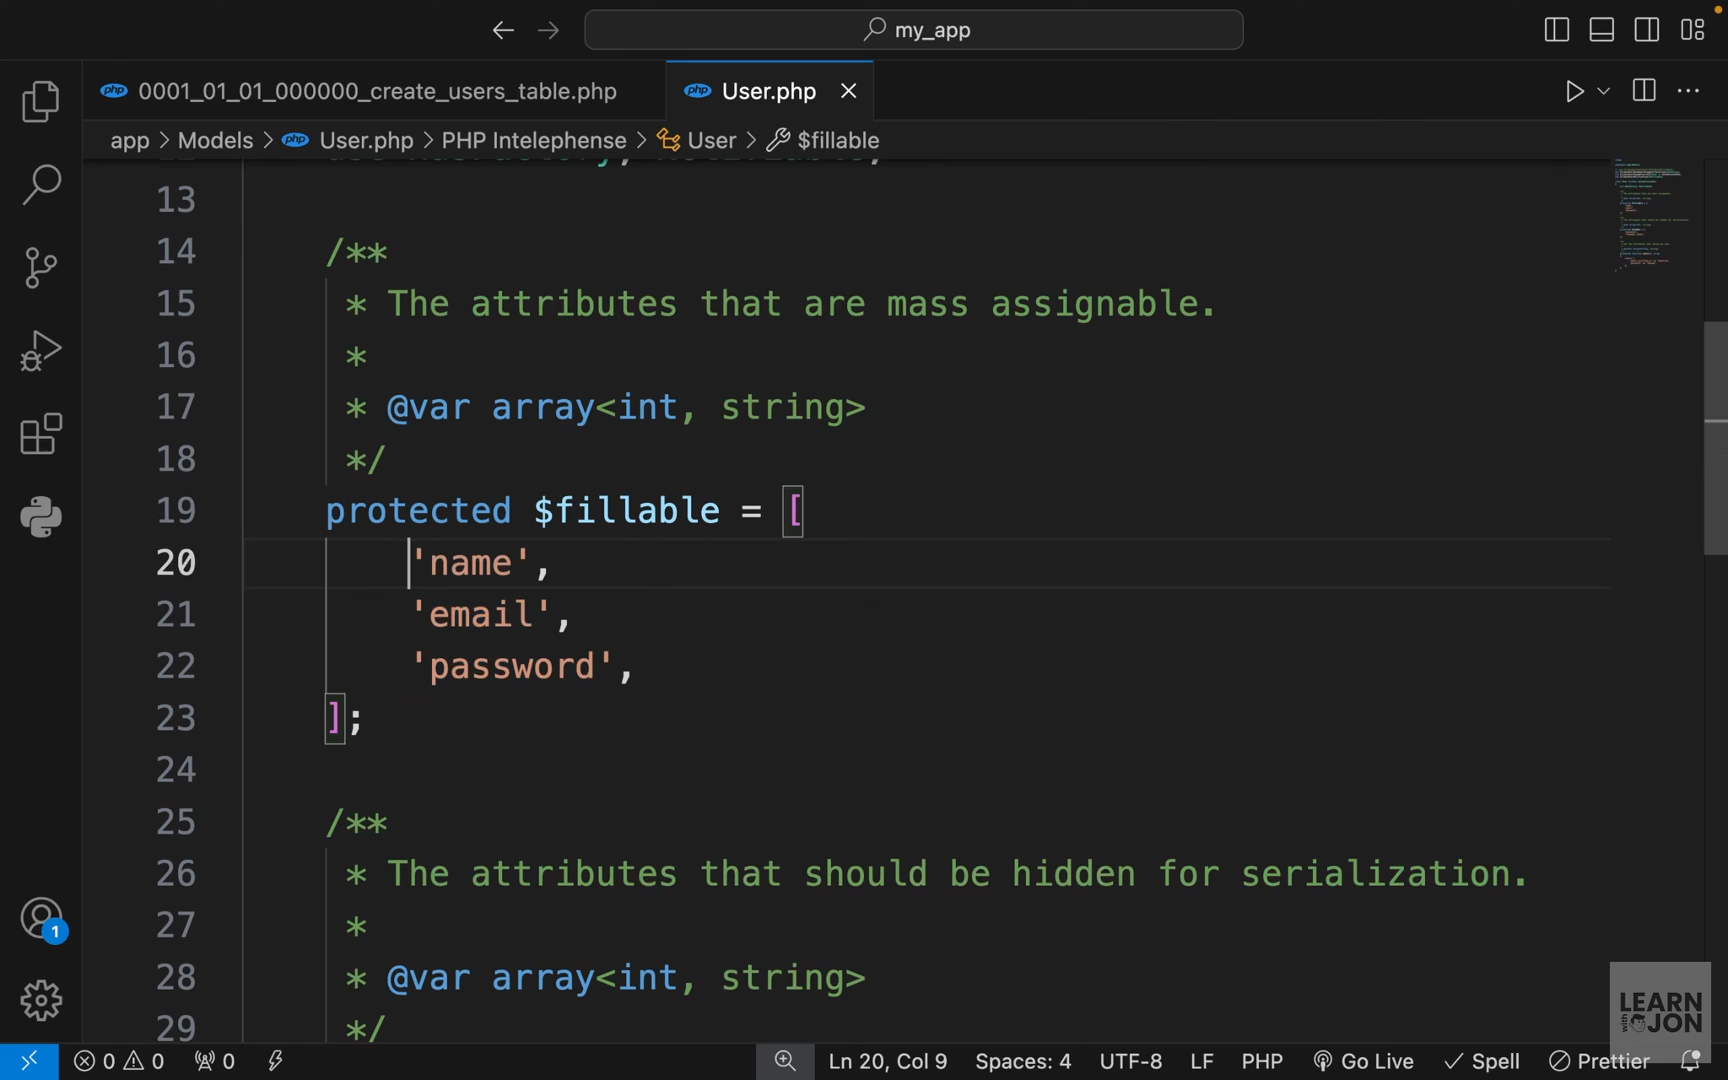 my_app
0001_01_01_000000_create_users_table.php
User.php
app > Models > User.php > PHP Intelephense > User > $fillable
13
14 /**
15 * The attributes that are mass assignable.
16 *
17 * @var array<int, string>
18 */
19 protected $fillable = [
20 'name',
21 'email',
22 'password',
23 ];
24
25 /**
26 * The attributes that should be hidden for serialization.
27 *
28 * @var array<int, string>
29 */
1
LEARN
with JON
0 0 0 Ln 20, Col 9 Spaces: 4 UTF-8 LF PHP Go Live Spell Prettier